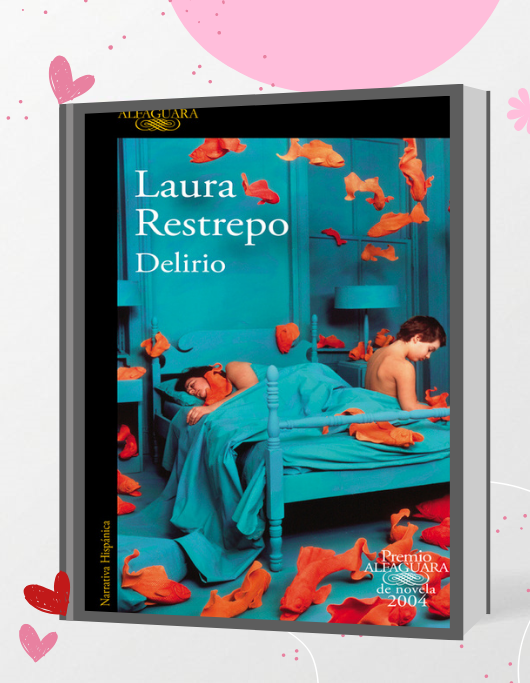 ALFAGUARA
Laura
Restrepo
Delirio
Narrativa Hispánica
Premio
ALFAGUARA
de novela
2004